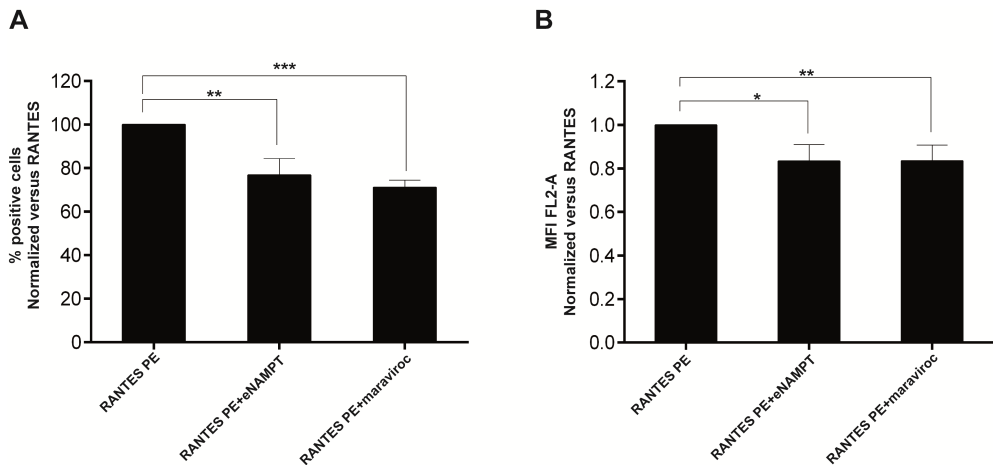 A
% positive cells
Normalized versus RANTES
120
100
80
60
40
20
0
***
**
RANTES PE
RANTES PE+eNAMPT
RANTES PE+maraviroc
B
MFI FL2-A
Normalized versus RANTES
1.2
1.0
0.8
0.6
0.4
0.2
0.0
**
*
RANTES PE
RANTES PE+eNAMPT
RANTES PE+maraviroc